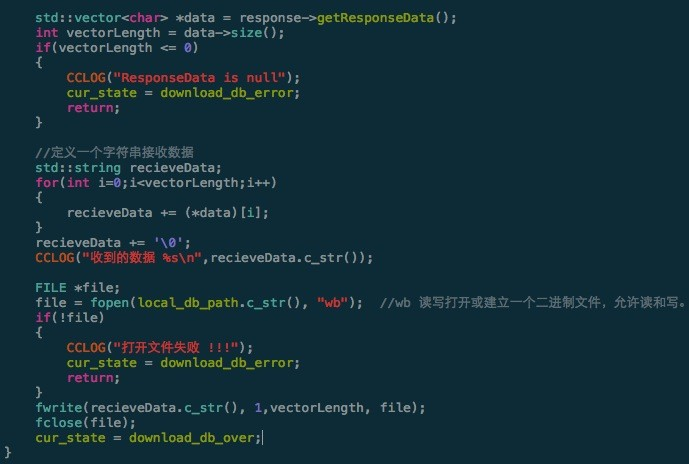 std::vector<char> *data = response->getResponseData();
int vectorLength = data->size();
if(vectorLength <= 0)
{
CCLOG("ResponseData is null");
cur_state = download_db_error;
return;
}
//定义一个字符串接收数据
std::string recieveData;
for(int i=0;i<vectorLength;i++)
{
recieveData += (*data)[i];
}
recieveData += '\0';
CCLOG("收到的数据 %s\n",recieveData.c_str());
FILE *file;
file = fopen(local_db_path.c_str(), "wb");  //wb 读写打开或建立一个二进制文件，允许读和写。
if(!file)
{
CCLOG("打开文件失败 !!!");
cur_state = download_db_error;
return;
}
fwrite(recieveData.c_str(), 1,vectorLength, file);
fclose(file);
cur_state = download_db_over;
}